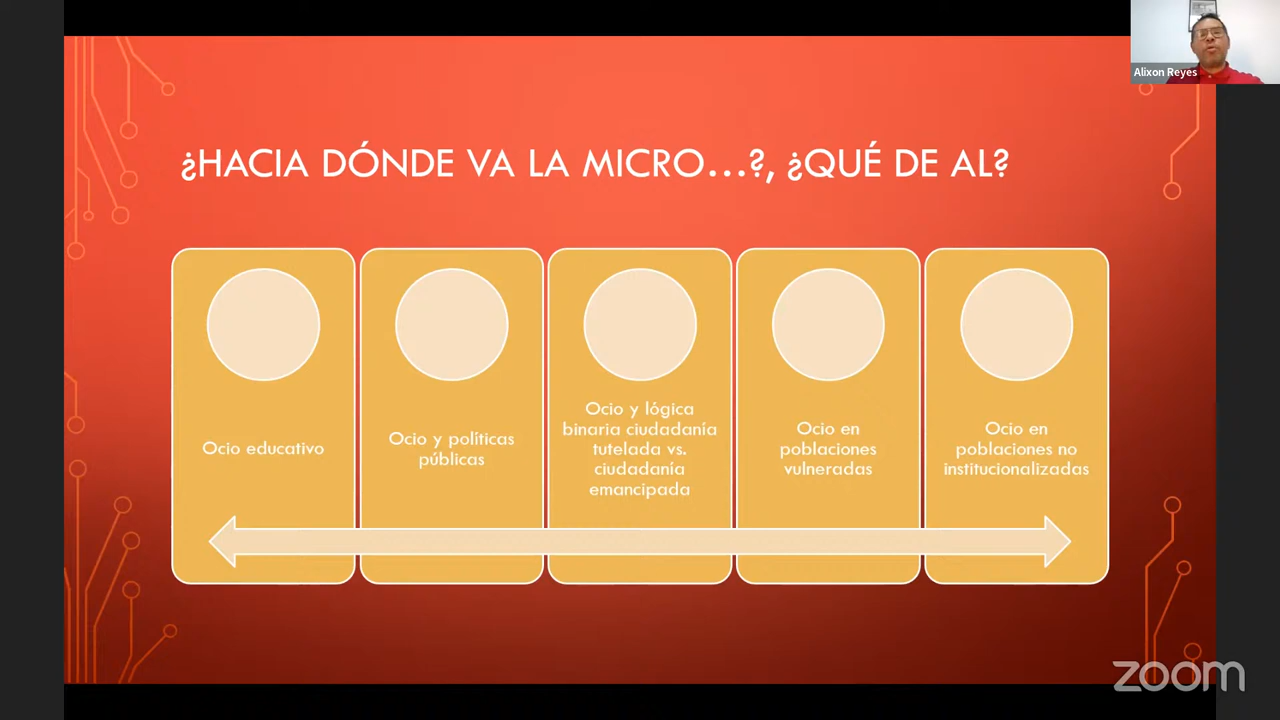 Alixon Reyes
¿HACIA DÓNDE VA LA MICRO...?, ¿QUÉ DE AL?
Ocio educativo
Ocio y políticas
públicas
Ocio y lógica
binaria ciudadanía
tutelada vs.
ciudadanía
emancipada
Ocio en
poblaciones
vulneradas
Ocio en
poblaciones no
institucionalizadas
zoom